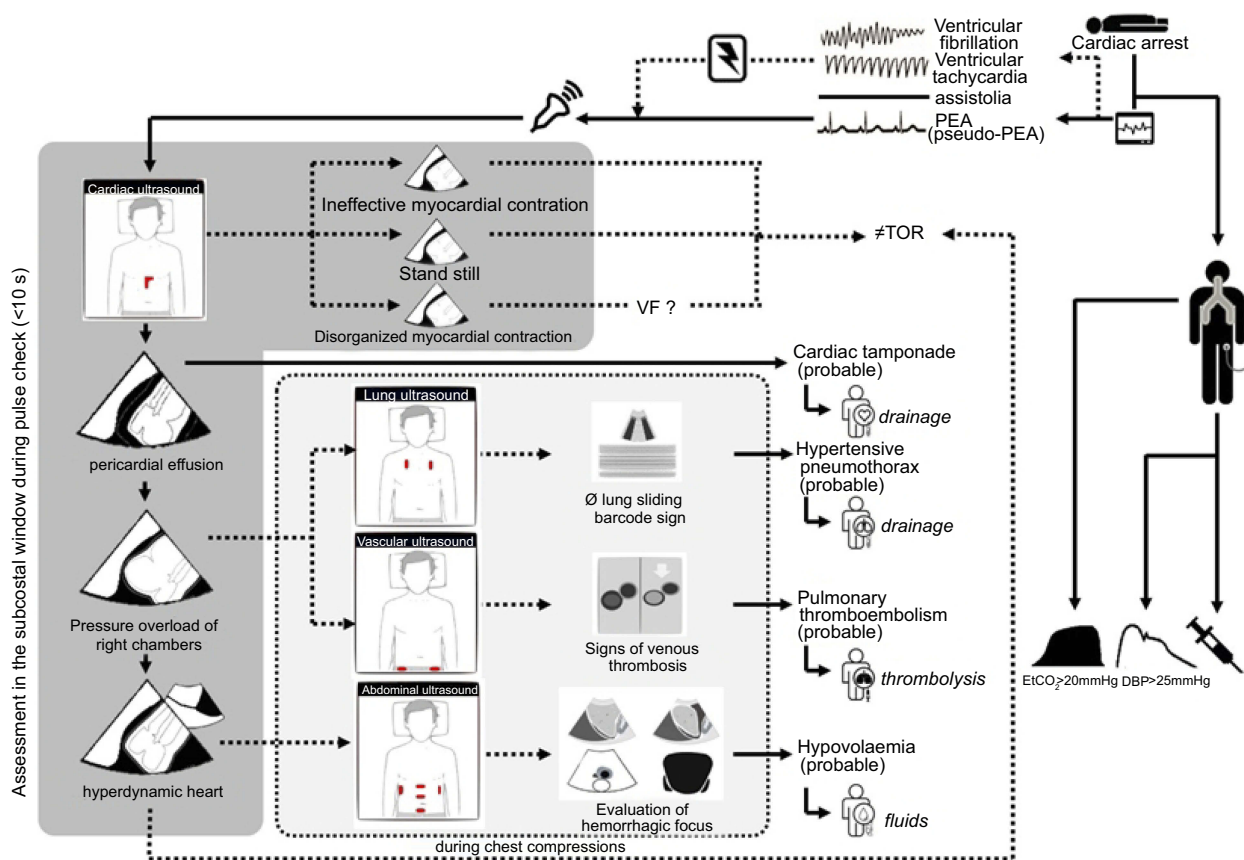 Ventricular
fibrillation
Ventricular
tachycardia
assistolia
PEA
(pseudo-PEA)
Cardiac arrest
Assessment in the subcostal window during pulse check (<10 s)
Cardiac ultrasound
Ineffective myocardial contration
Stand still
Disorganized myocardial contraction
VF ?
≠TOR
pericardial effusion
Pressure overload of
right chambers
hyperdynamic heart
Lung ultrasound
Ø lung sliding
barcode sign
Vascular ultrasound
Signs of venous
thrombosis
Abdominal ultrasound
Evaluation of
hemorrhagic focus
during chest compressions
Cardiac tamponade
(probable)
drainage
Hypertensive
pneumothorax
(probable)
drainage
Pulmonary
thromboembolism
(probable)
thrombolysis
Hypovolaemia
(probable)
fluids
EtCO₂>20mmHg
DBP>25mmHg